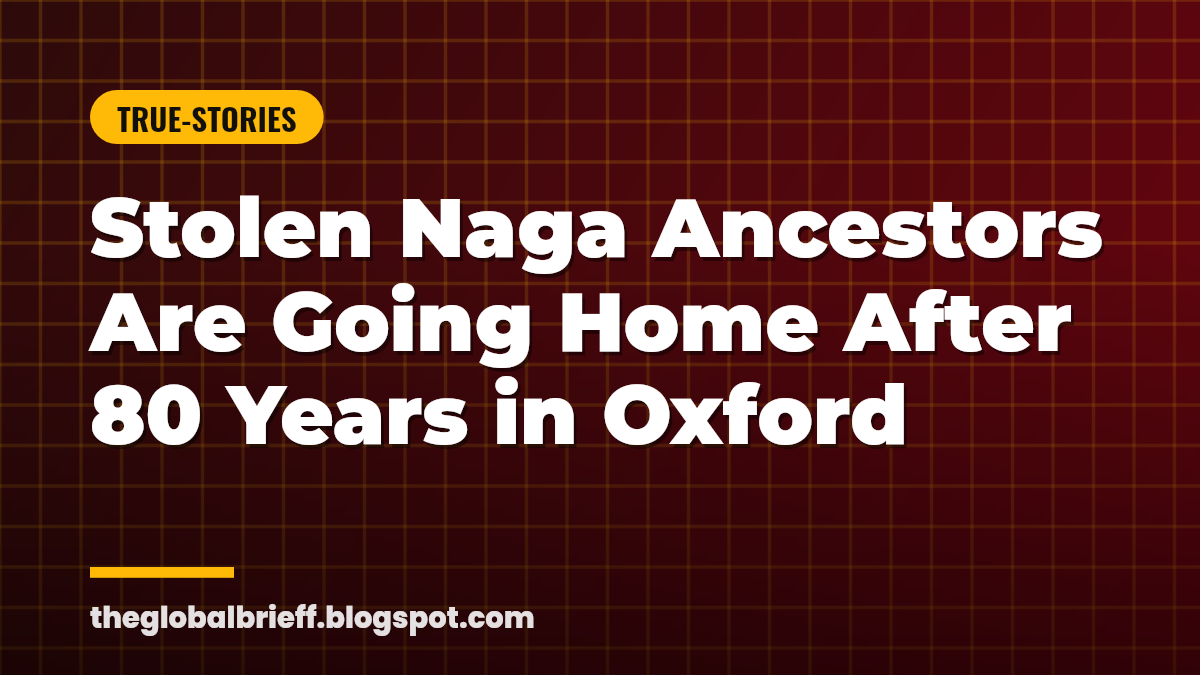 TRUE-STORIES
Stolen Naga Ancestors
Are Going Home After
80 Years in Oxford
theglobalbrieff.blogspot.com